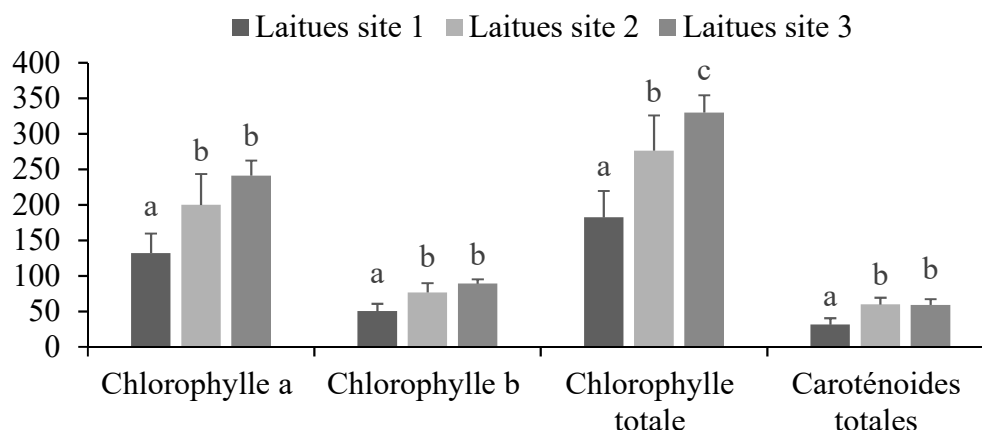 Laitues site 1 Laitues site 2 Laitues site 3
400
350
300
250
200
150
100
50
0
a b b
a b b
a b c
a b b
Chlorophylle a Chlorophylle b Chlorophylle totale Caroténoides totales